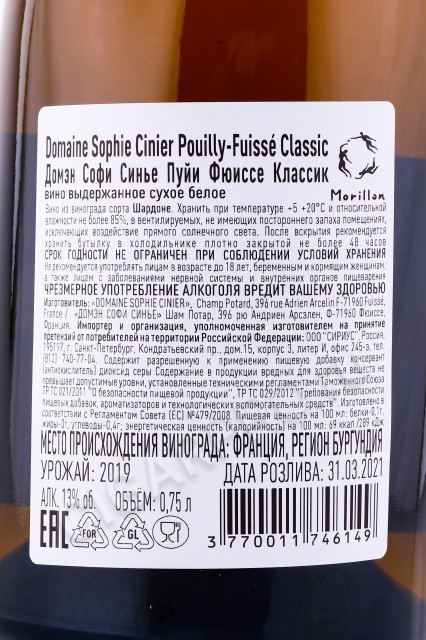 Domaine Sophie Cinier Pouilly-Fuissé Classic
Домэн Софи Синье Пуйи Фюиссе Классик
вино выдержанное сухое белое
Morillon
Вино из винограда сорта Шардоне. Хранить при температуре +5 +20°С и относительной
влажности не более 85%, в вентилируемых, не имеющих постороннего запаха помещениях,
исключающих воздействие прямого солнечного света. После вскрытия рекомендуется
хранить бутылку в холодильнике плотно закрытой не более 48 часов
СРОК ГОДНОСТИ НЕ ОГРАНИЧЕН ПРИ СОБЛЮДЕНИИ УСЛОВИЙ ХРАНЕНИЯ
Не рекомендуется употреблять лицам в возрасте до 18 лет, беременным и кормящим женщинам,
а также лицам с заболеваниями нервной системы и внутренних органов пищеварения
ЧРЕЗМЕРНОЕ УПОТРЕБЛЕНИЕ АЛКОГОЛЯ ВРЕДИТ ВАШЕМУ ЗДОРОВЬЮ
Изготовитель: «DOMAINE SOPHIE CINIER», Champ Potard, 396 rue Adrien Arcelin F-71960 Fuissé,
France / «ДОМЭН СОФИ СИНЬЕ» Шам Потар, 396 рю Андриен Арсэлен, Ф-71960 Фюиссе,
Франция. Импортер и организация, уполномоченная изготовителем на принятие
претензий от потребителей на территории Российской Федерации: ООО "СИРИУС", Россия,
195197, г. Санкт-Петербург, Кондратьевский пр., дом.15, корпус 3, литер И, офис 245-э, тел.
(812) 740-77-04. Содержит разрешенный к применению пищевую добавку консервант
(антиокислитель) диоксид серы Содержание в продукции вредных для здоровья веществ не
превышает допустимые уровни, установленные техническими регламентами Таможенного Союза
ТР ТС 021/2011 "О безопасности пищевой продукции", ТР ТС 029/2012 "Требования безопасности
пищевых добавок, ароматизаторов и технологических вспомогательных средств" Изготовлено в
соответствии с Регламентом Совета (ЕС) №479/2008. Пищевая ценность на 100 мл: белки-0,1г,
жиры-0г, углеводы-0,4г; энергетическая ценность (калорийность) на 100 мл: 69 ккал /289 кДж
МЕСТО ПРОИСХОЖДЕНИЯ ВИНОГРАДА: ФРАНЦИЯ, РЕГИОН БУРГУНДИЯ
УРОЖАЙ: 2019 ДАТА РОЗЛИВА: 31.03.2021
АЛК. 13% об. ОБЪЁМ: 0,75 л
EAC FOR GL
3 770011 746149